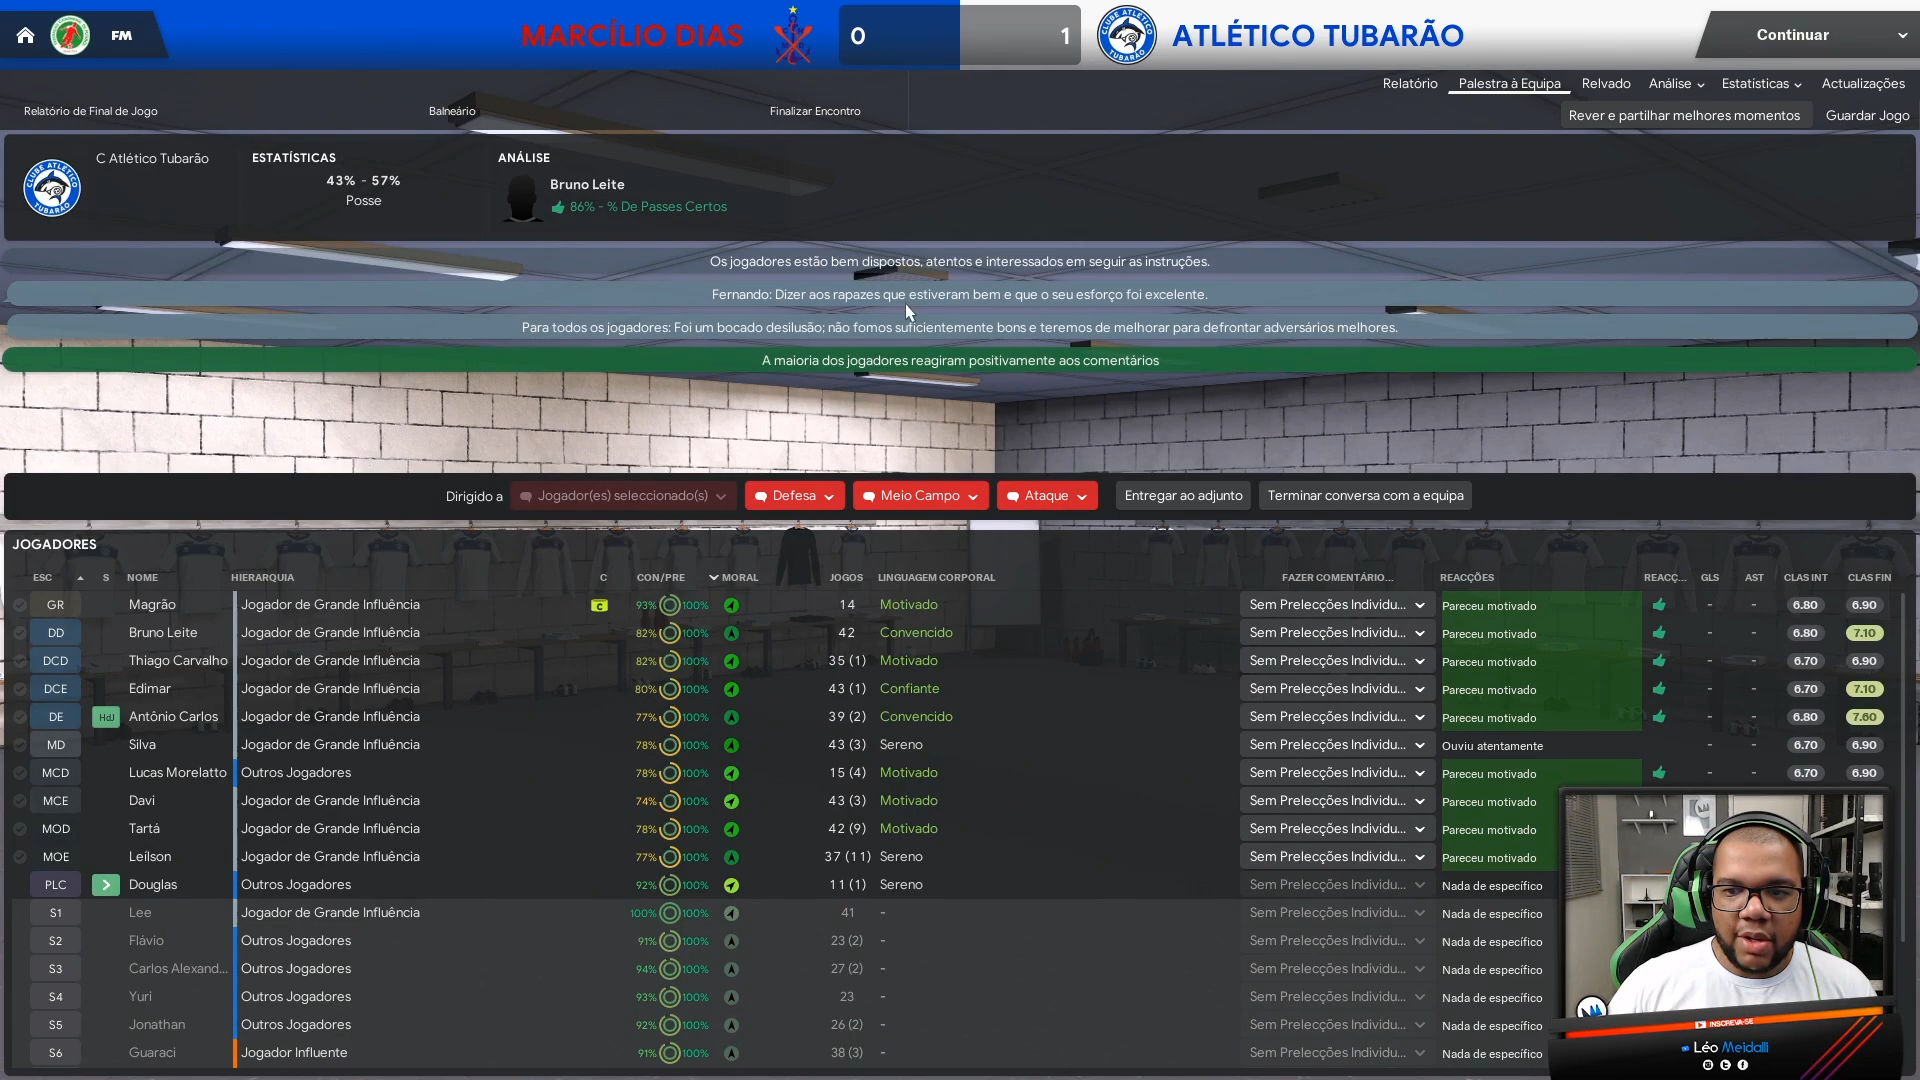 FM
MARCÍLIO DIAS
0
1
ATLÉTICO TUBARÃO
Continuar
Relatório
Palestra à Equipa
Relvado
Análise
Estatísticas
Actualizações
Relatório de Final de Jogo
Balneário
Finalizar Encontro
Rever e partilhar melhores momentos
Guardar Jogo
CLUBE ATLÉTICO
TUBARÃO
C Atlético Tubarão
ESTATÍSTICAS
43% - 57%
Posse
ANÁLISE
Bruno Leite
86% - % De Passes Certos
Os jogadores estão bem dispostos, atentos e interessados em seguir as instruções.
Fernando: Dizer aos rapazes que estiveram bem e que o seu esforço foi excelente.
Para todos os jogadores: Foi um bocado desilusão; não fomos suficientemente bons e teremos de melhorar para defrontar adversários melhores.
A maioria dos jogadores reagiram positivamente aos comentários
Dirigido a
Jogador(es) seleccionado(s)
Defesa
Meio Campo
Ataque
Entregar ao adjunto
Terminar conversa com a equipa
JOGADORES
ESC S NOME HIERARQUIA C CON/PRE MORAL JOGOS LINGUAGEM CORPORAL FAZER COMENTÁRIO... REACÇÕES REACÇ... GLS AST CLAS INT CLAS FIN
GR Magrão Jogador de Grande Influência C 93% 100% 14 Motivado Sem Prelecções Individu... Pareceu motivado - - 6.80 6.90
DD Bruno Leite Jogador de Grande Influência 82% 100% 42 Convencido Sem Prelecções Individu... Pareceu motivado - - 6.80 7.10
DCD Thiago Carvalho Jogador de Grande Influência 82% 100% 35 (1) Motivado Sem Prelecções Individu... Pareceu motivado - - 6.70 6.90
DCE Edimar Jogador de Grande Influência 80% 100% 43 (1) Confiante Sem Prelecções Individu... Pareceu motivado - - 6.70 7.10
DE HdJ Antônio Carlos Jogador de Grande Influência 77% 100% 39 (2) Convencido Sem Prelecções Individu... Pareceu motivado - - 6.80 7.60
MD Silva Jogador de Grande Influência 78% 100% 43 (3) Sereno Sem Prelecções Individu... Ouviu atentamente - - 6.70 6.90
MCD Lucas Morelatto Outros Jogadores 78% 100% 15 (4) Motivado Sem Prelecções Individu... Pareceu motivado - - 6.70 6.90
MCE Davi Jogador de Grande Influência 74% 100% 43 (3) Motivado Sem Prelecções Individu... Pareceu motivado
MOD Tartá Jogador de Grande Influência 78% 100% 42 (9) Motivado Sem Prelecções Individu... Pareceu motivado
MOE Leílson Jogador de Grande Influência 77% 100% 37 (11) Sereno Sem Prelecções Individu... Pareceu motivado
PLC Douglas Outros Jogadores 92% 100% 11 (1) Sereno Sem Prelecções Individu... Nada de específico
S1 Lee Jogador de Grande Influência 100% 100% 41 - Sem Prelecções Individu... Nada de específico
S2 Flávio Outros Jogadores 91% 100% 23 (2) - Sem Prelecções Individu... Nada de específico
S3 Carlos Alexand... Outros Jogadores 94% 100% 27 (2) - Sem Prelecções Individu... Nada de específico
S4 Yuri Outros Jogadores 93% 100% 23 - Sem Prelecções Individu... Nada de específico
S5 Jonathan Outros Jogadores 92% 100% 26 (2) - Sem Prelecções Individu... Nada de específico
S6 Guaraci Jogador Influente 91% 100% 38 (3) - Sem Prelecções Individu... Nada de específico
INSCREVA-SE
Léo Meidalli